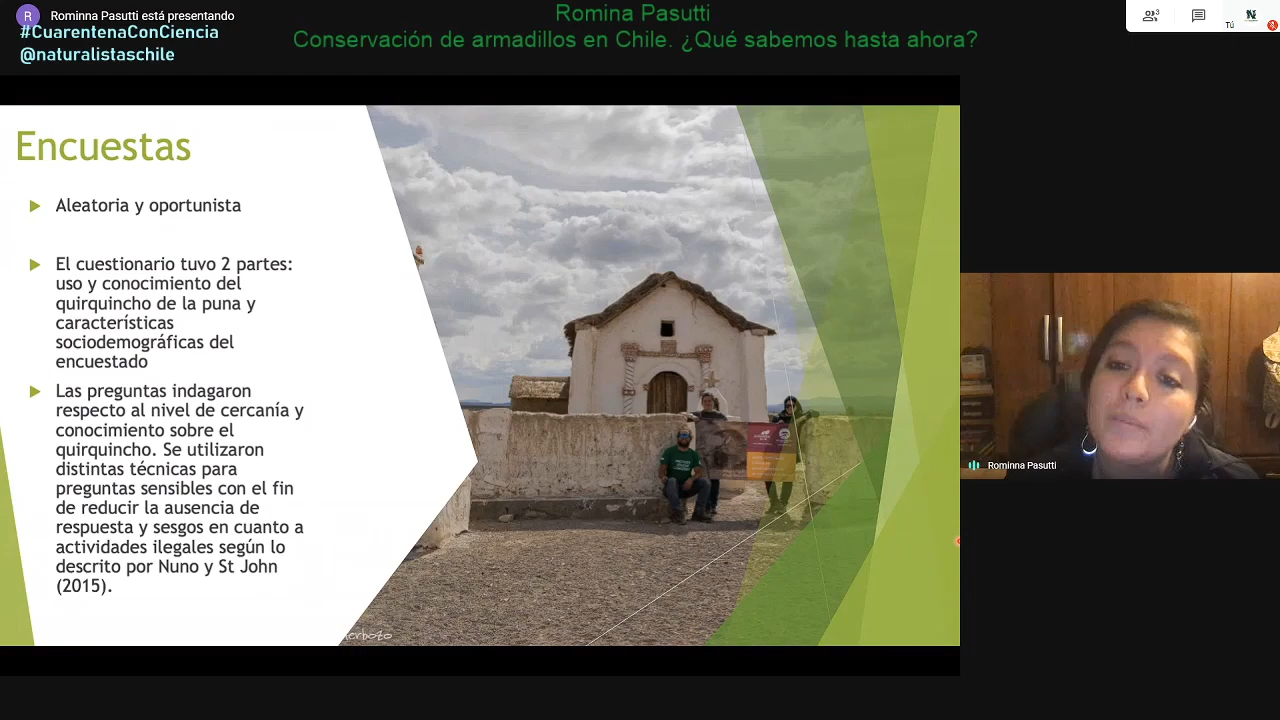 R
Rominna Pasutti está presentando
#CuarentenaConCiencia
@naturalistaschile
Romina Pasutti
Conservación de armadillos en Chile. ¿Qué sabemos hasta ahora?
3
Tú
Encuestas
Aleatoria y oportunista
El cuestionario tuvo 2 partes:
uso y conocimiento del
quirquincho de la puna y
características
sociodemográficas del
encuestado
Las preguntas indagaron
respecto al nivel de cercanía y
conocimiento sobre el
quirquincho. Se utilizaron
distintas técnicas para
preguntas sensibles con el fin
de reducir la ausencia de
respuesta y sesgos en cuanto a
actividades ilegales según lo
descrito por Nuno y St John
(2015).
Rominna Pasutti